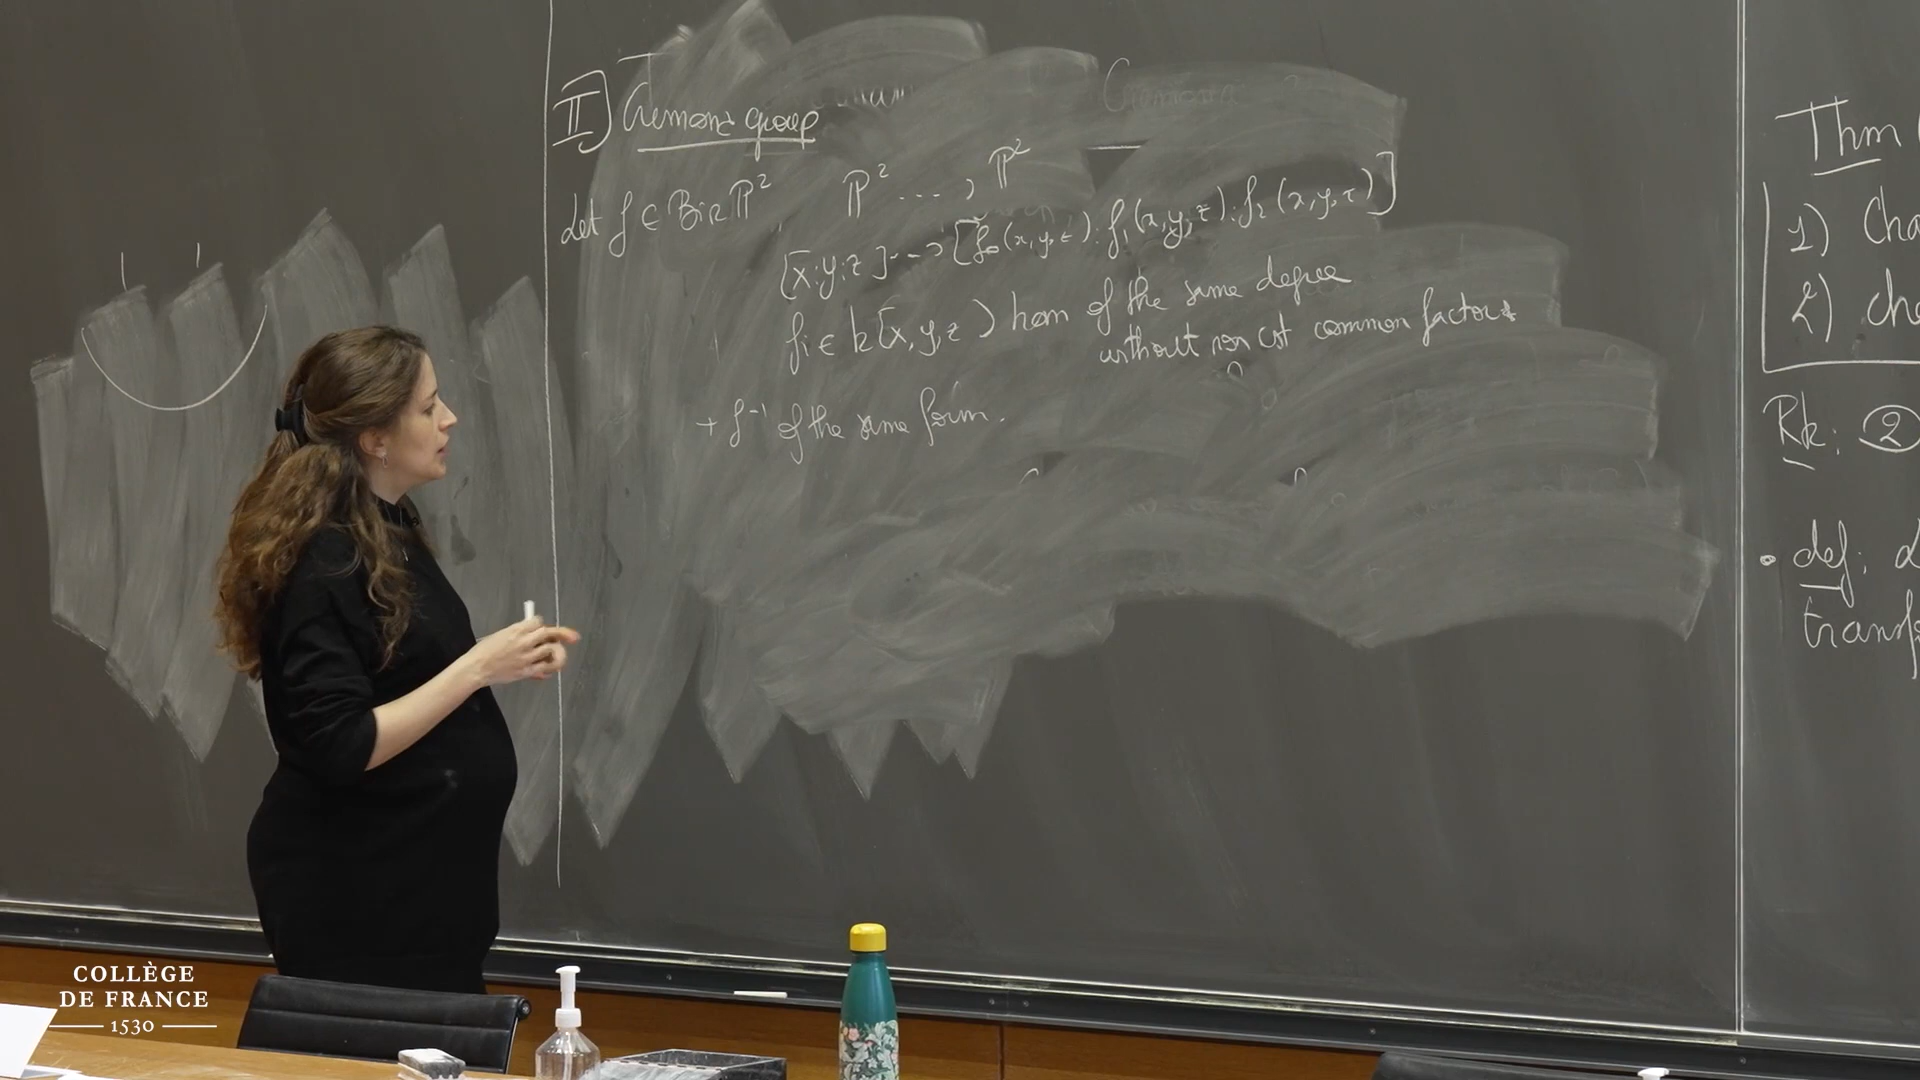 II) Cremona group
Let f ∈ Bir P² P² ⇢ P²
[x:y:z] ⇢ [f₀(x,y,z):f₁(x,y,z):f₂(x,y,z)]
fi ∈ k[x,y,z] hom of the same degree
without non cst common factors
+ f⁻¹ of the same form.
Thm
1) Cha
2) cha
Rk: ②
• def:
transfo
COLLÈGE
DE FRANCE
1530